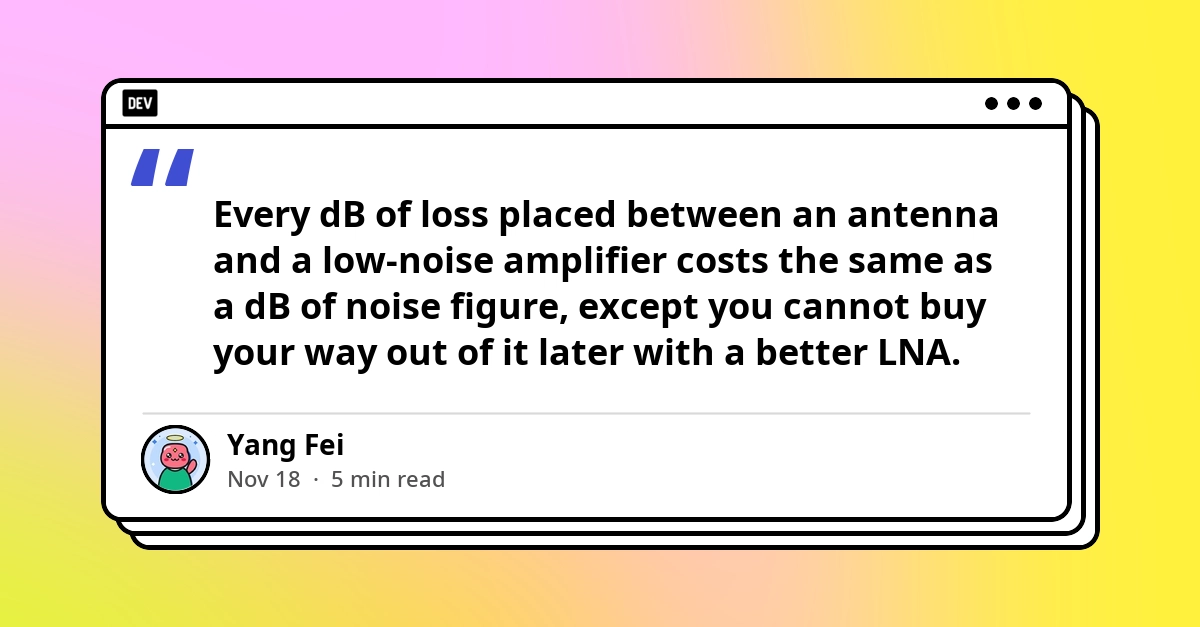 DEV
Every dB of loss placed between an antenna
and a low-noise amplifier costs the same as
a dB of noise figure, except you cannot buy
your way out of it later with a better LNA.
Yang Fei
Nov 18 · 5 min read